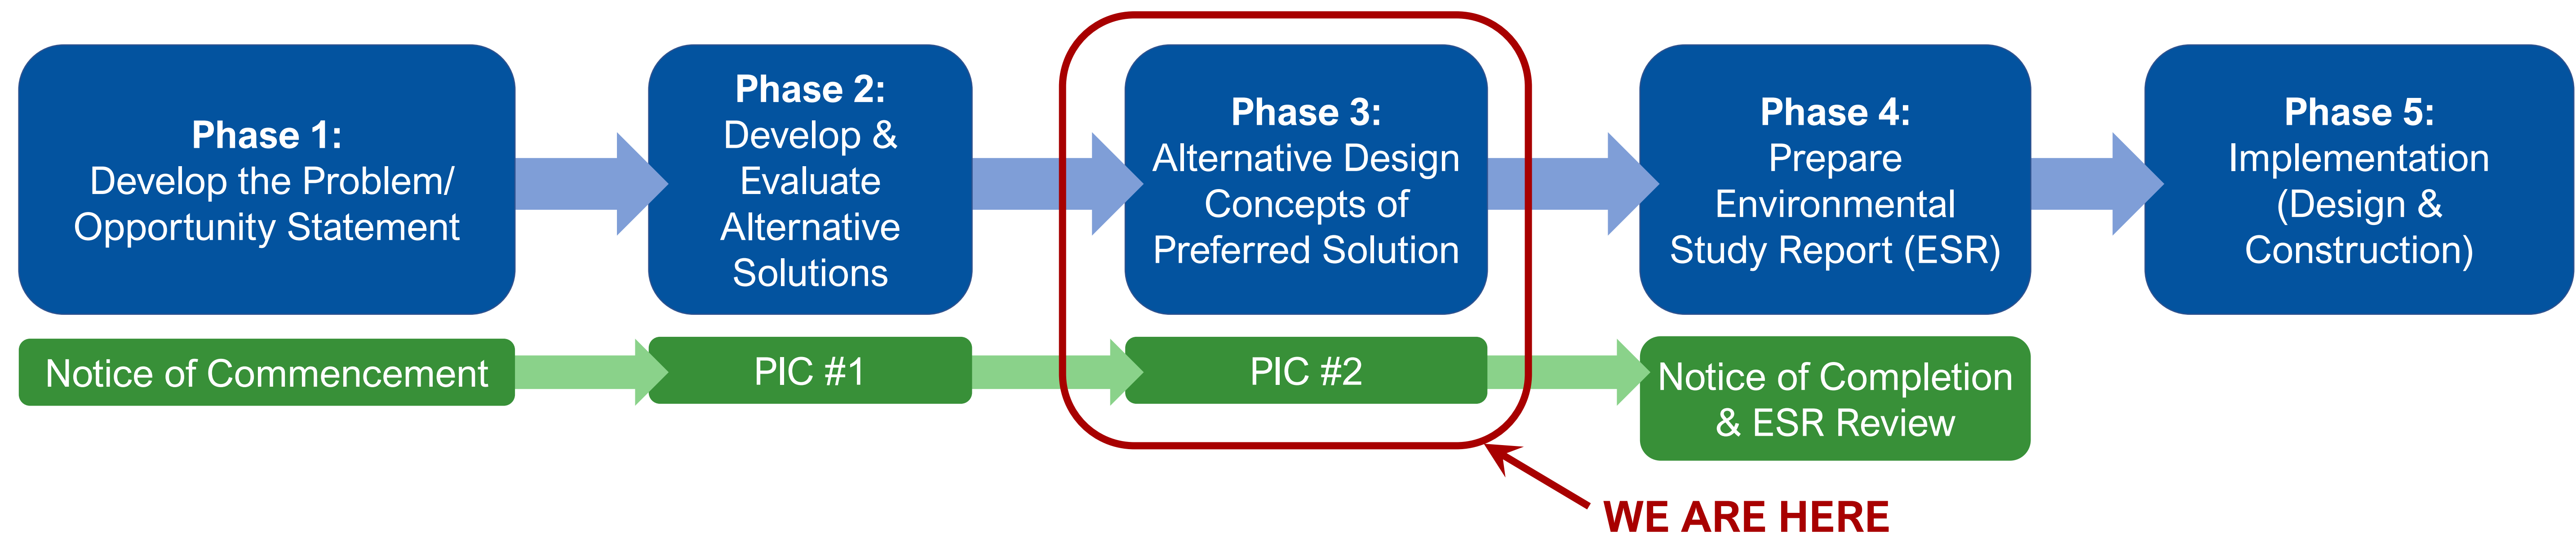 Phase 1:
Develop the Problem/
Opportunity Statement
Phase 2:
Develop &
Evaluate
Alternative
Solutions
Phase 3:
Alternative Design
Concepts of
Preferred Solution
Phase 4:
Prepare
Environmental
Study Report (ESR)
Phase 5:
Implementation
(Design &
Construction)
Notice of Commencement
PIC #1
PIC #2
Notice of Completion
& ESR Review
WE ARE HERE